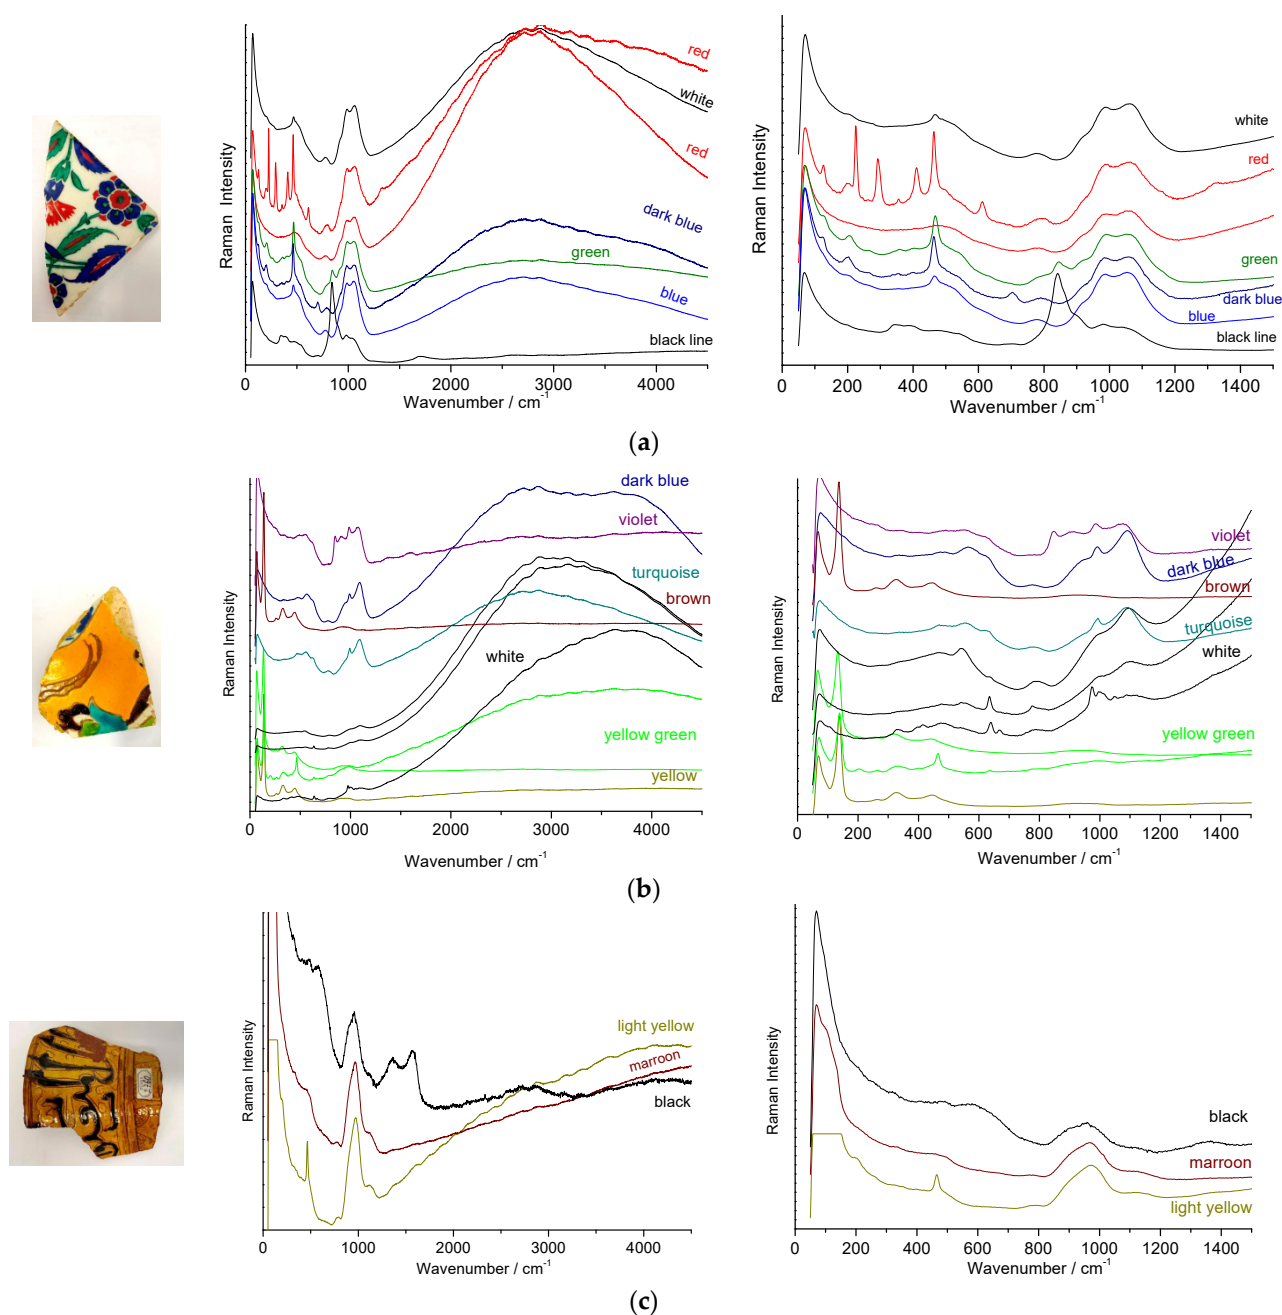 red
white
red
dark blue
green
blue
black line
Raman Intensity
0 1000 2000 3000 4000
Wavenumber / cm-1
white
red
green
dark blue
blue
black line
Raman Intensity
0 200 400 600 800 1000 1200 1400
Wavenumber / cm-1
(a)
dark blue
violet
turquoise
brown
white
yellow green
yellow
Raman Intensity
0 1000 2000 3000 4000
Wavenumber / cm-1
violet
dark blue
brown
turquoise
white
yellow green
yellow
Raman Intensity
0 200 400 600 800 1000 1200 1400
Wavenumber / cm-1
(b)
light yellow
marroon
black
Raman Intensity
0 1000 2000 3000 4000
Wavenumber / cm-1
black
marroon
light yellow
Raman Intensity
0 200 400 600 800 1000 1200 1400
Wavenumber / cm-1
(c)